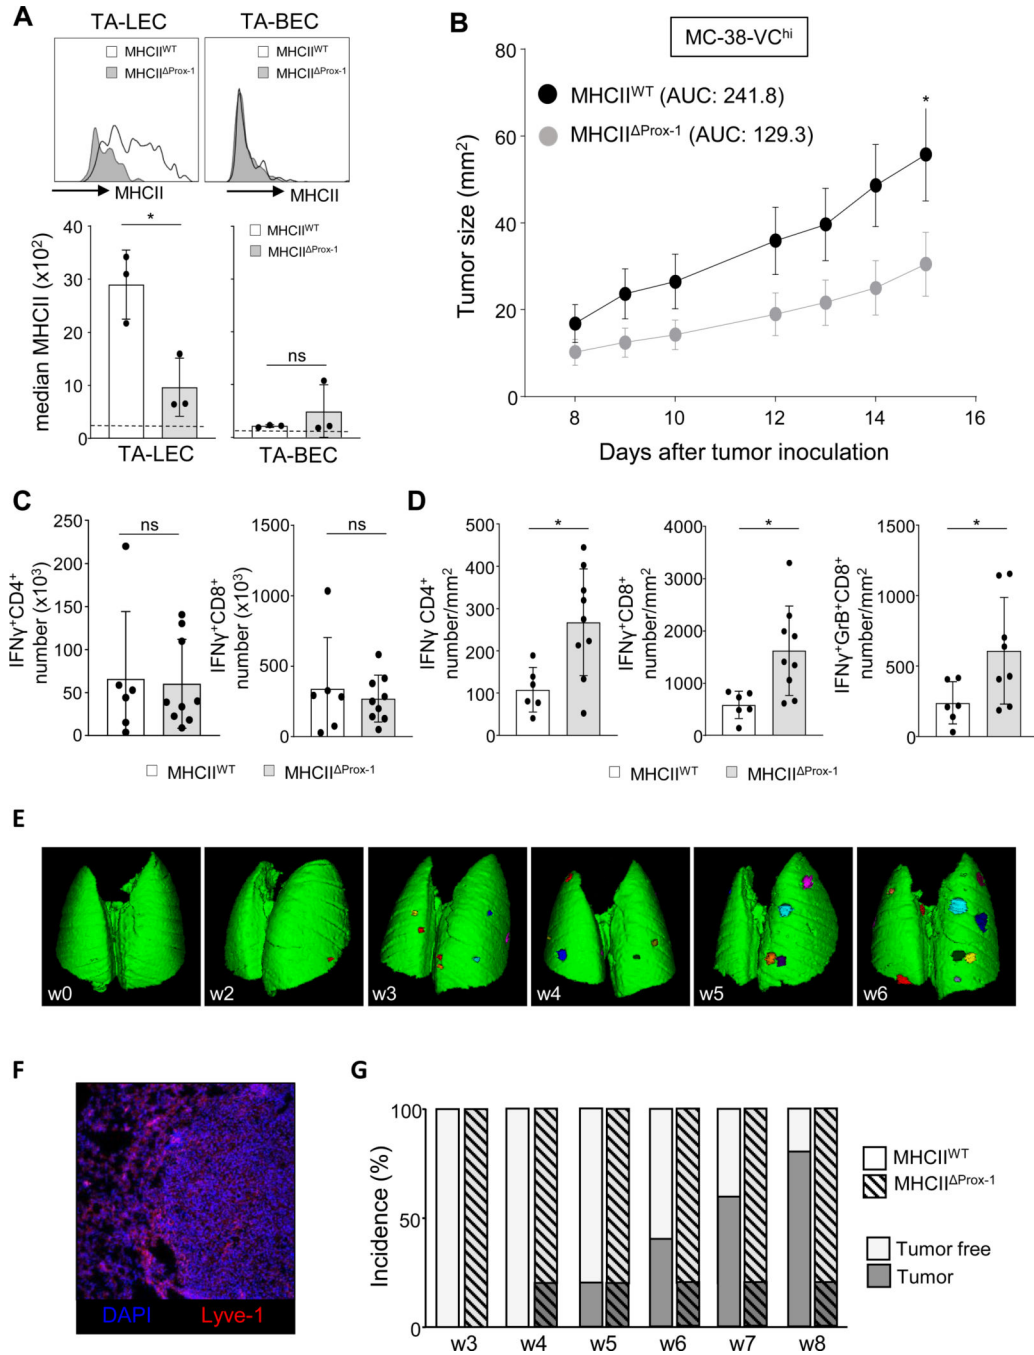 A
TA-LEC
TA-BEC
MHCII^WT
MHCII^ΔProx-1
MHCII^WT
MHCII^ΔProx-1
MHCII
MHCII
*
ns
MHCII^WT
MHCII^ΔProx-1
median MHCII (x10²)
40
30
20
10
0
TA-LEC
TA-BEC
B
MC-38-VC^hi
MHCII^WT (AUC: 241.8)
MHCII^ΔProx-1 (AUC: 129.3)
*
Tumor size (mm²)
80
60
40
20
0
8
10
12
14
16
Days after tumor inoculation
C
IFNγ⁺CD4⁺
number (x10³)
250
200
150
100
50
0
ns
IFNγ⁺CD8⁺
number (x10³)
1500
1000
500
0
ns
MHCII^WT
MHCII^ΔProx-1
D
IFNγ CD4⁺
number/mm²
500
400
300
200
100
0
*
IFNγ⁺CD8⁺
number/mm²
4000
3000
2000
1000
0
*
IFNγ⁺GrB⁺CD8⁺
number/mm²
1500
1000
500
0
*
MHCII^WT
MHCII^ΔProx-1
E
w0
w2
w3
w4
w5
w6
F
DAPI
Lyve-1
G
Incidence (%)
100
50
0
w3
w4
w5
w6
w7
w8
MHCII^WT
MHCII^ΔProx-1
Tumor free
Tumor